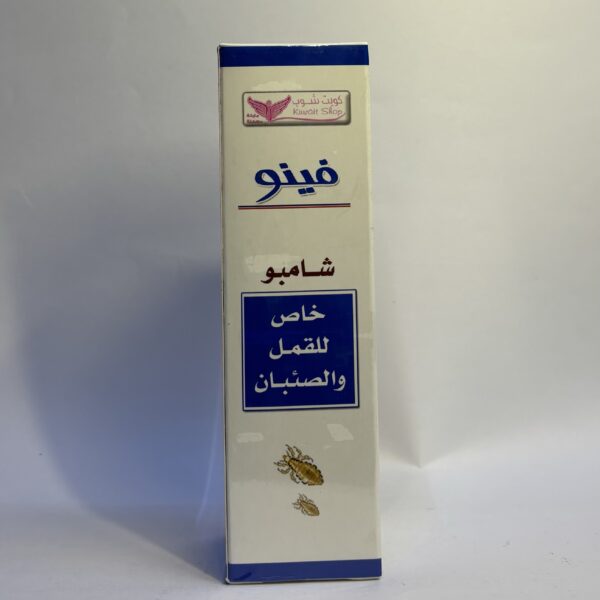 كويت شوب
Kuwait Shop
فينو
شامبو
خاص
للقمل
والصئبان